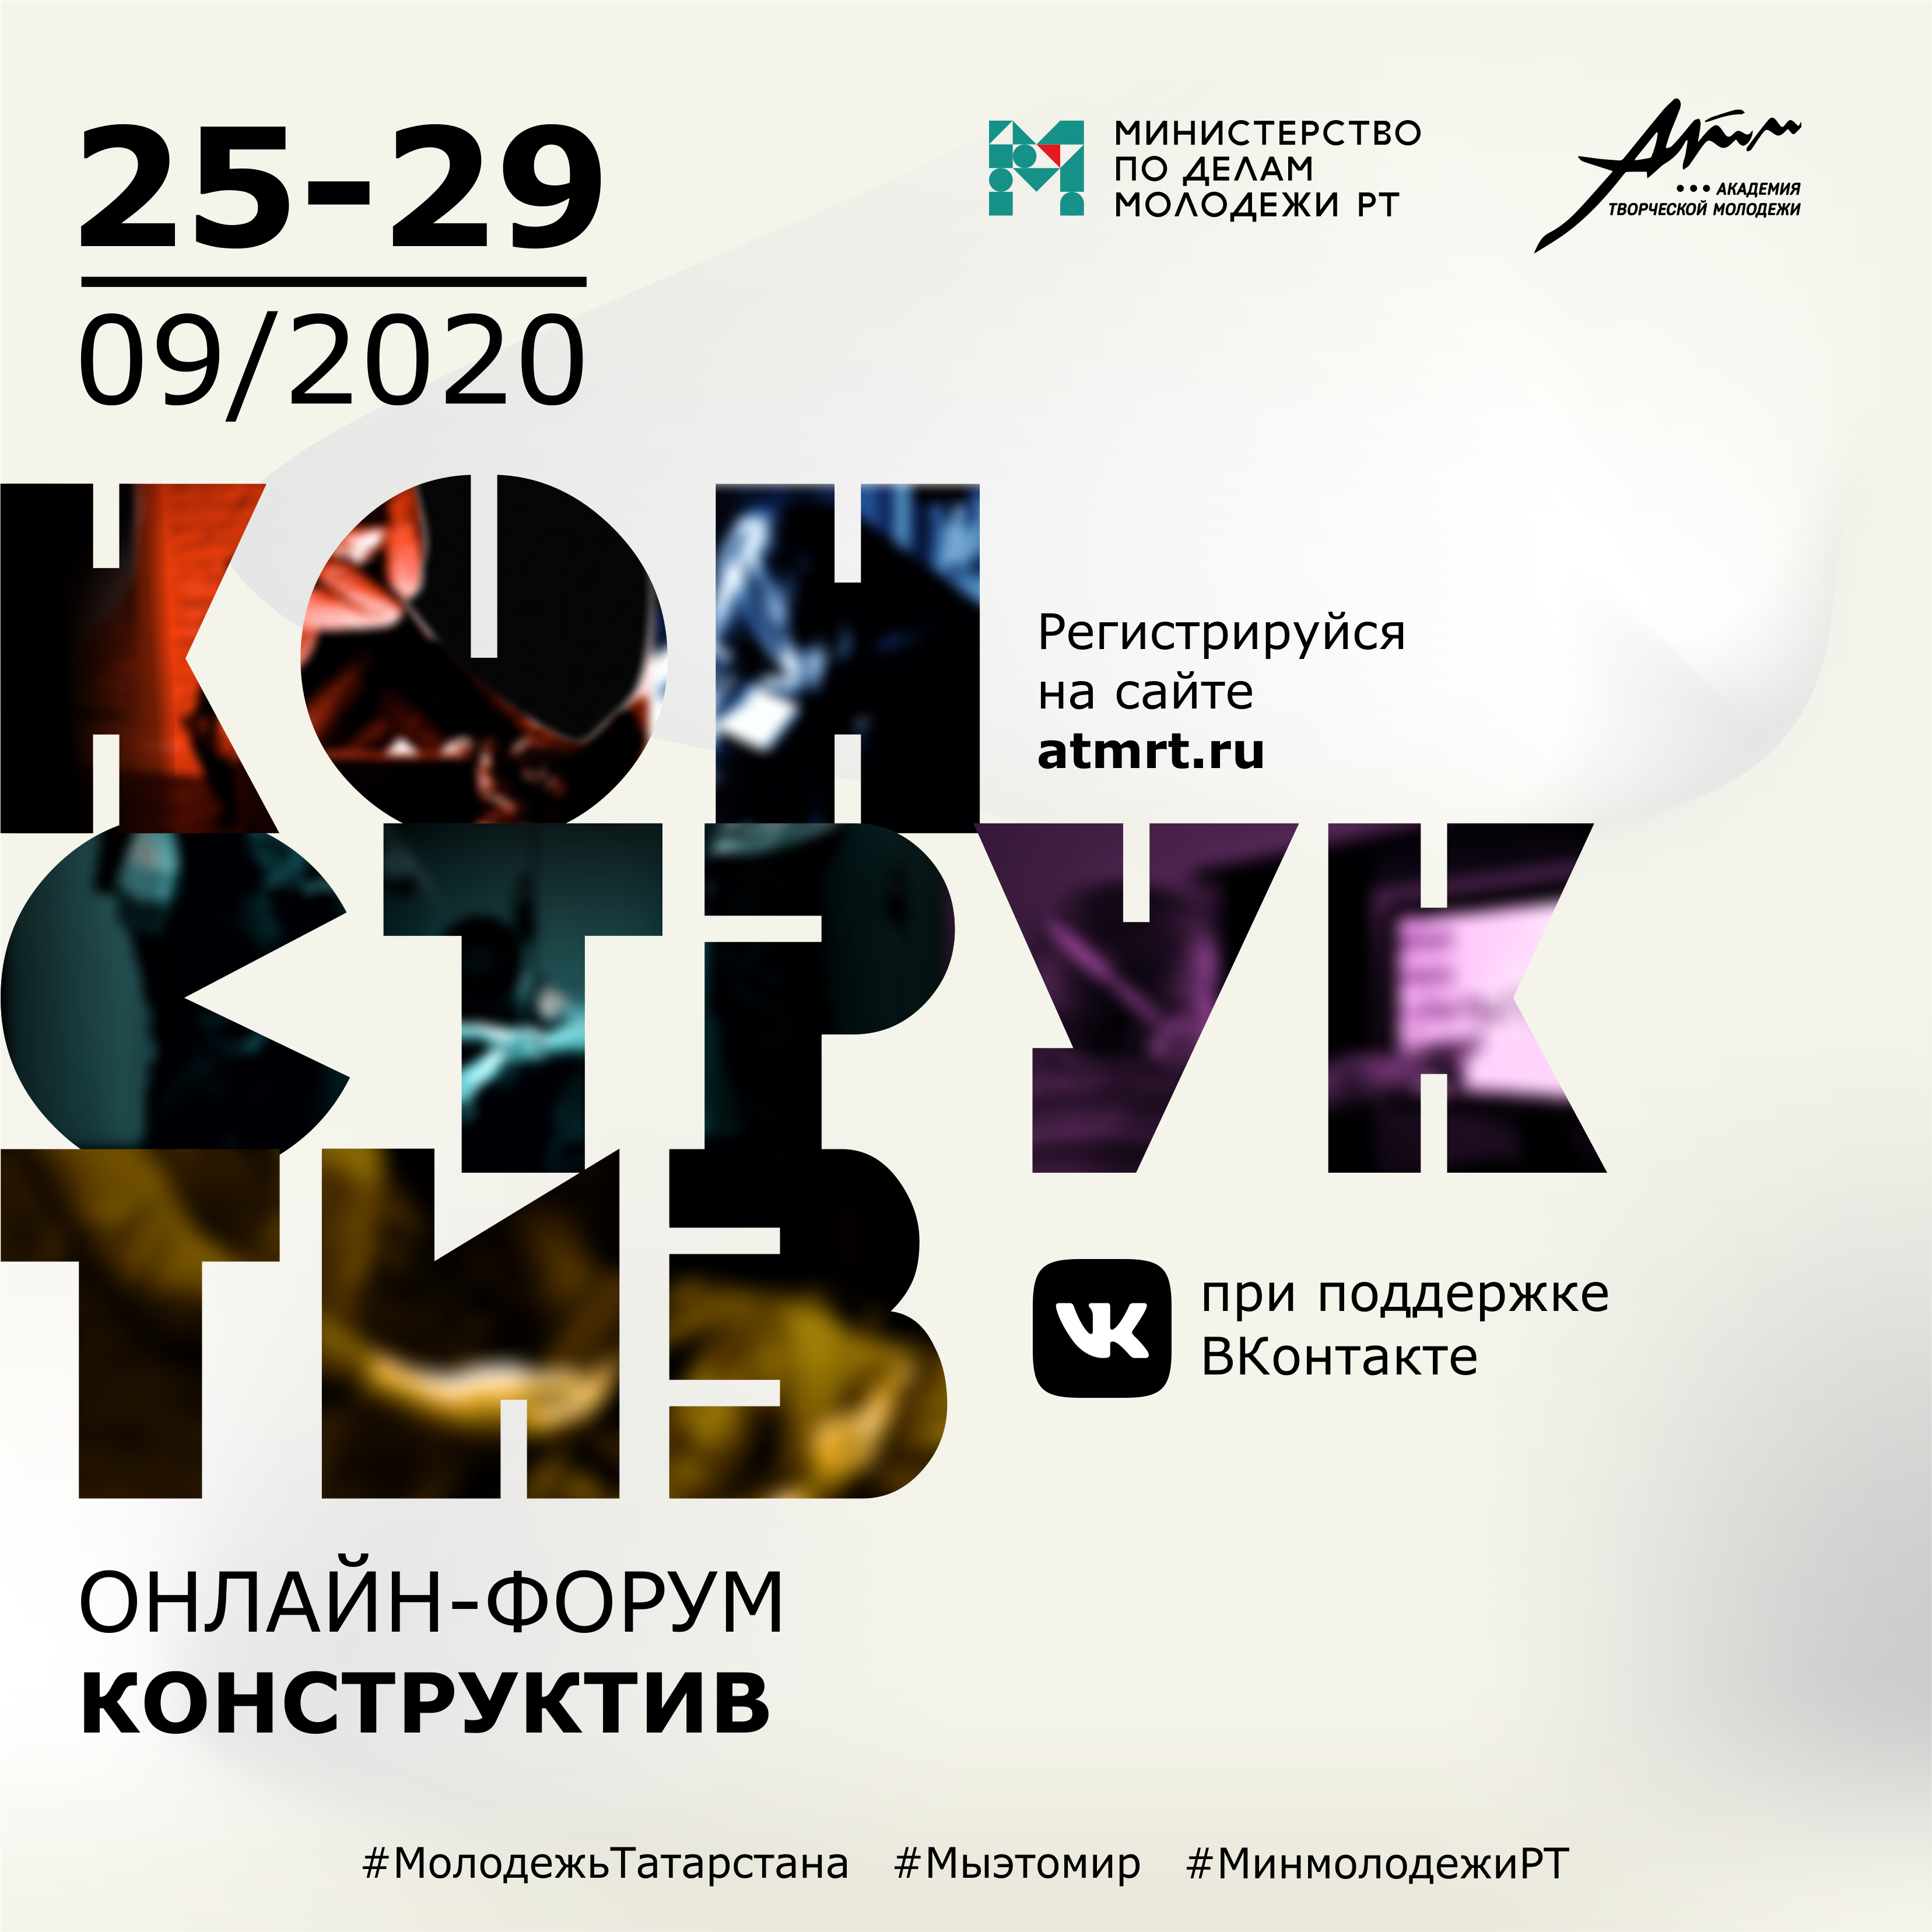 25-29
09/2020
МИНИСТЕРСТВО
ПО ДЕЛАМ
МОЛОДЕЖИ РТ
Атм
АКАДЕМИЯ
ТВОРЧЕСКОЙ МОЛОДЕЖИ
КОН
СТРУК
ТИВ
Регистрируйся
на сайте
atmrt.ru
при поддержке
ВКонтакте
ОНЛАЙН-ФОРУМ
КОНСТРУКТИВ
#МолодежьТатарстана #Мыэтомир #МинмолодежиРТ